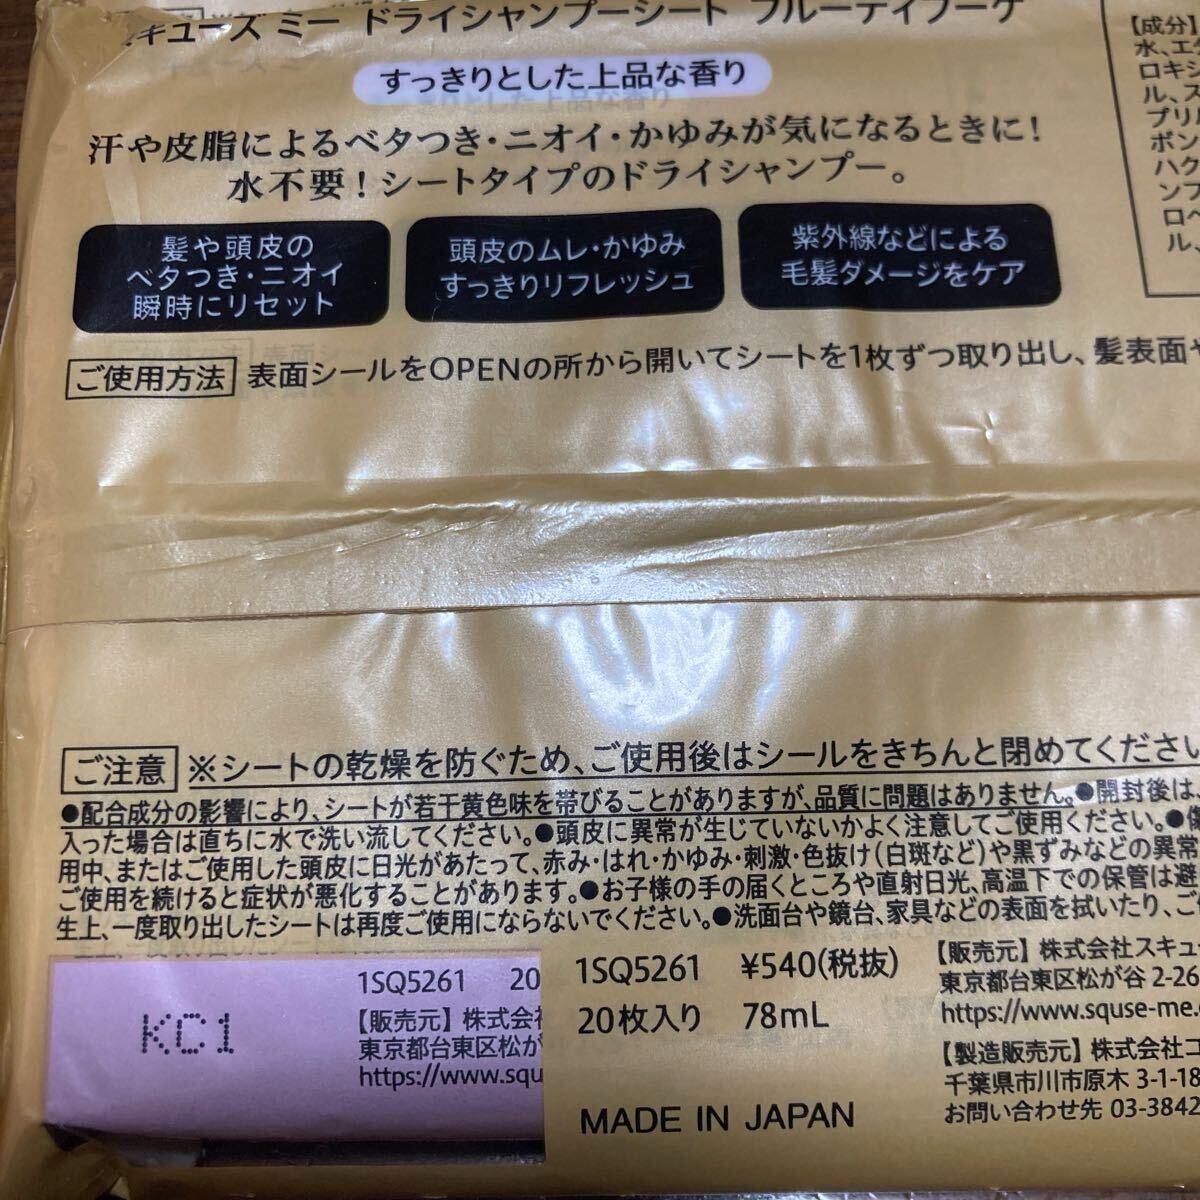 キューズ ミー ドライシャンプーシート フルーティブーケ
すっきりとした上品な香り
汗や皮脂によるベタつき・ニオイ・かゆみが気になるときに!
水不要!シートタイプのドライシャンプー。
髪や頭皮の
ベタつき・ニオイ
瞬時にリセット
頭皮のムレ・かゆみ
すっきりリフレッシュ
紫外線などによる
毛髪ダメージをケア
ご使用方法 表面シールをOPENの所から開いてシートを1枚ずつ取り出し、髪表面や
【成分】
水、エ
ロキシ
ル、ス
プリル
ボン
ハク
ンフ
ロペ
ル、
ご注意 ※シートの乾燥を防ぐため、ご使用後はシールをきちんと閉めてください
●配合成分の影響により、シートが若干黄色味を帯びることがありますが、品質に問題はありません。●開封後は、
入った場合は直ちに水で洗い流してください。●頭皮に異常が生じていないかよく注意してご使用ください。●
用中、またはご使用した頭皮に日光があたって、赤み・はれ・かゆみ・刺激・色抜け(白斑など)や黒ずみなどの異常
ご使用を続けると症状が悪化することがあります。●お子様の手の届くところや直射日光、高温下での保管は避
生上、一度取り出したシートは再度ご使用にならないでください。●洗面台や鏡台、家具などの表面を拭いたり、ご
KC1
1SQ5261 20
【販売元】株式会社
東京都台東区松が
https://www.squ
1SQ5261 ¥540(税抜)
20枚入り 78mL
MADE IN JAPAN
【販売元】株式会社スキュ
東京都台東区松が谷 2-26
https://www.squse-me.
【製造販売元】株式会社コ
千葉県市川市原木 3-1-18
お問い合わせ先 03-3842